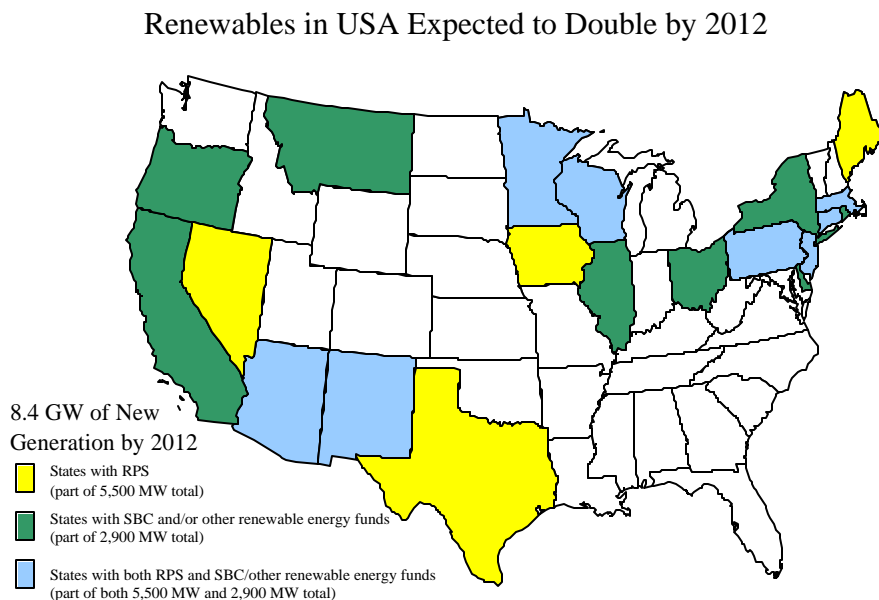 Renewables in USA Expected to Double by 2012
8.4 GW of New
Generation by 2012
States with RPS
(part of 5,500 MW total)
States with SBC and/or other renewable energy funds
(part of 2,900 MW total)
States with both RPS and SBC/other renewable energy funds
(part of both 5,500 MW and 2,900 MW total)